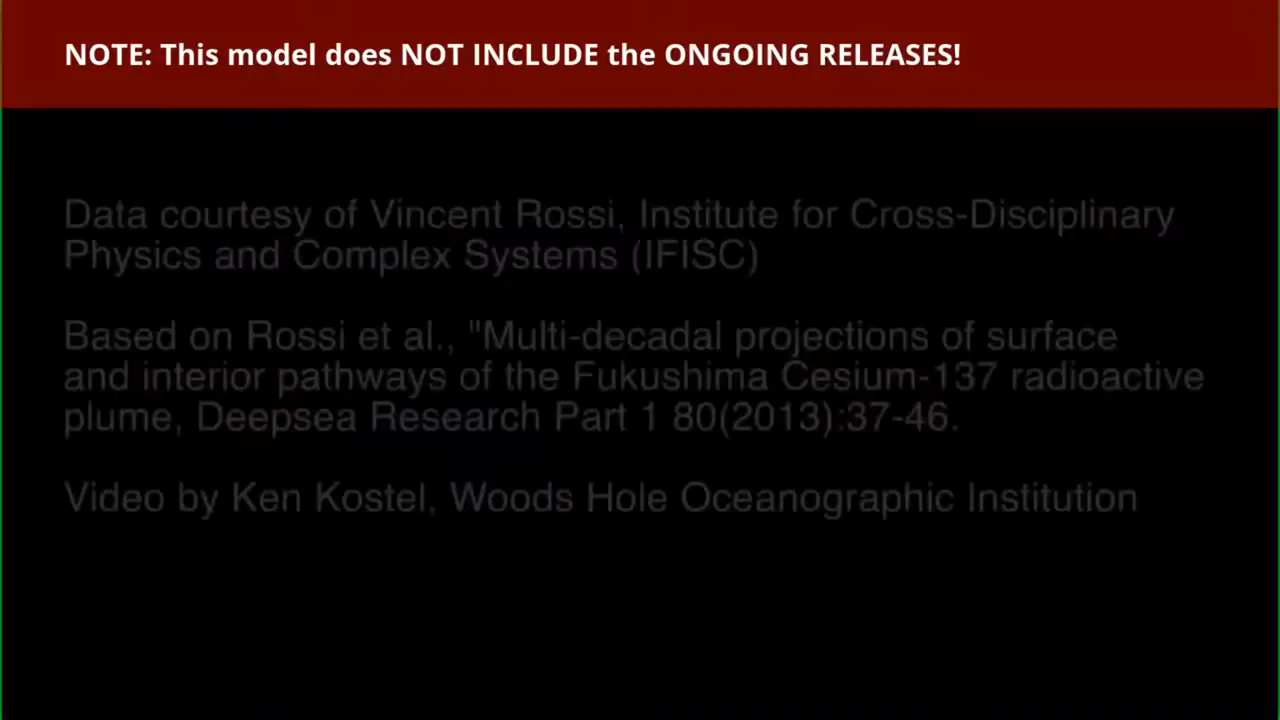 NOTE: This model does NOT INCLUDE the ONGOING RELEASES!
Data courtesy of Vincent Rossi, Institute for Cross-Disciplinary
Physics and Complex Systems (IFISC)
Based on Rossi et al., "Multi-decadal projections of surface
and interior pathways of the Fukushima Cesium-137 radioactive
plume, Deepsea Research Part 1 80(2013):37-46.
Video by Ken Kostel, Woods Hole Oceanographic Institution